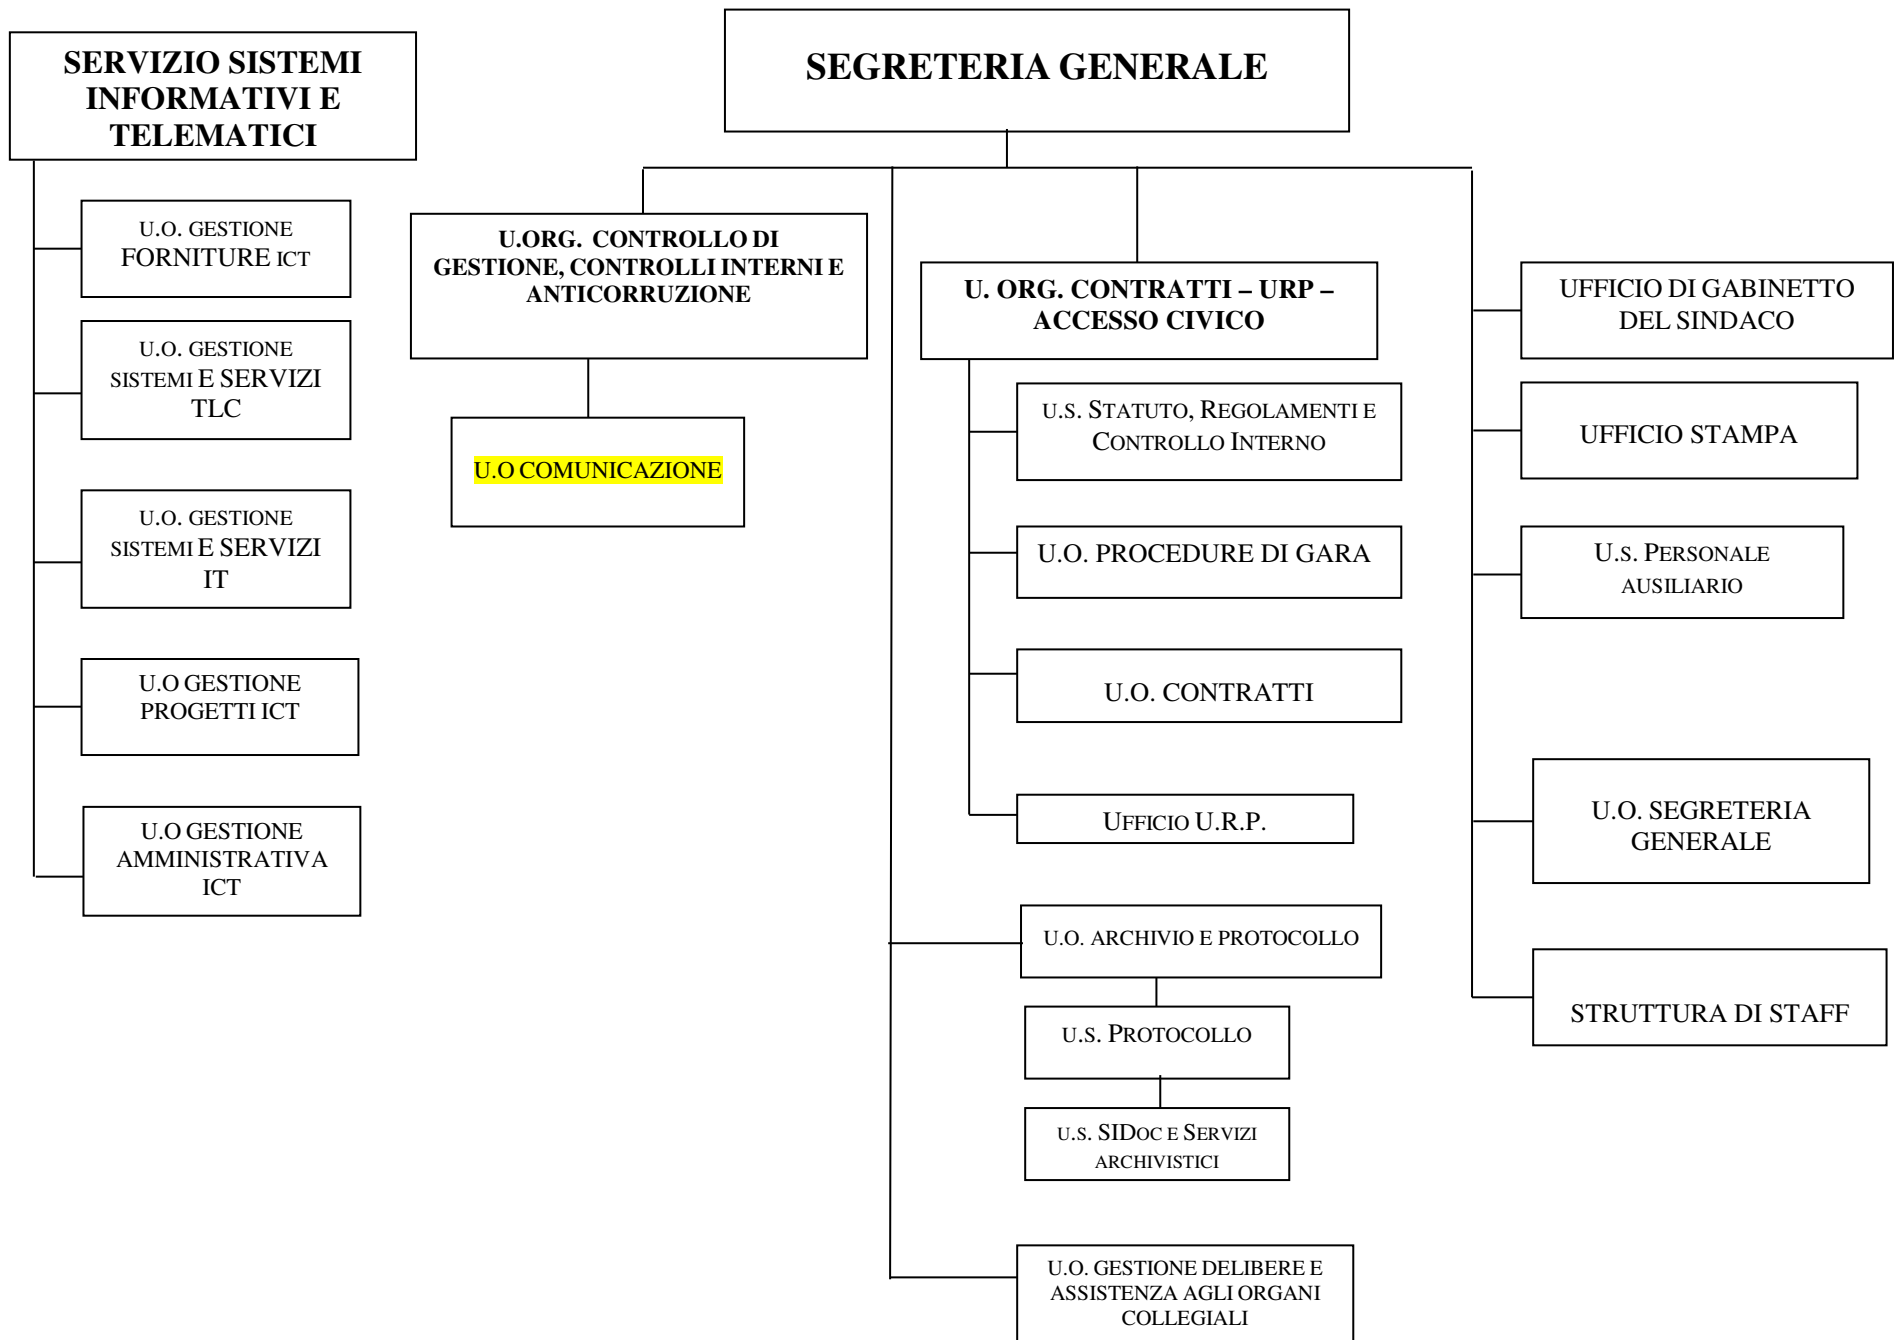 SERVIZIO SISTEMI
INFORMATIVI E
TELEMATICI
U.O. GESTIONE
FORNITURE ICT
U.O. GESTIONE
SISTEMI E SERVIZI
TLC
U.O. GESTIONE
SISTEMI E SERVIZI
IT
U.O GESTIONE
PROGETTI ICT
U.O GESTIONE
AMMINISTRATIVA
ICT
SEGRETERIA GENERALE
U.ORG. CONTROLLO DI
GESTIONE, CONTROLLI INTERNI E
ANTICORRUZIONE
U.O COMUNICAZIONE
U. ORG. CONTRATTI – URP –
ACCESSO CIVICO
U.S. STATUTO, REGOLAMENTI E
CONTROLLO INTERNO
U.O. PROCEDURE DI GARA
U.O. CONTRATTI
UFFICIO U.R.P.
U.O. ARCHIVIO E PROTOCOLLO
U.S. PROTOCOLLO
U.S. SIDOC E SERVIZI
ARCHIVISTICI
U.O. GESTIONE DELIBERE E
ASSISTENZA AGLI ORGANI
COLLEGIALI
UFFICIO DI GABINETTO
DEL SINDACO
UFFICIO STAMPA
U.S. PERSONALE
AUSILIARIO
U.O. SEGRETERIA
GENERALE
STRUTTURA DI STAFF